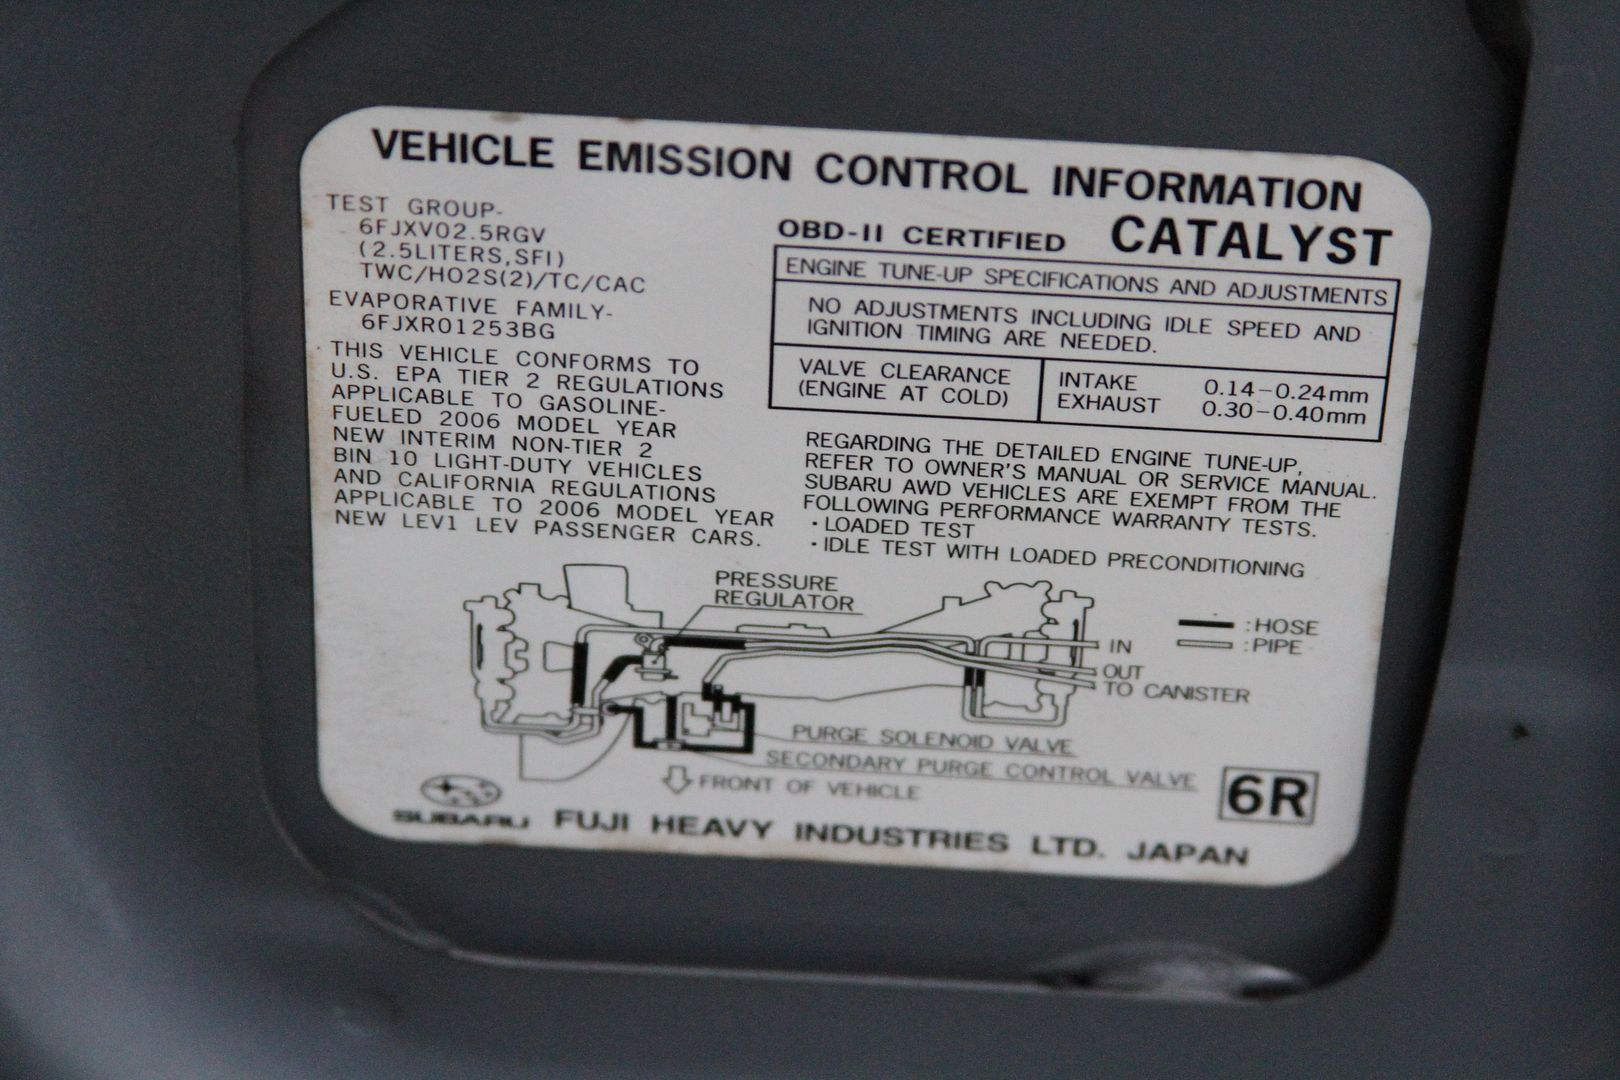 VEHICLE EMISSION CONTROL INFORMATION
TEST GROUP-
6FJXV02.5RGV
(2.5LITERS,SFI)
TWC/HO2S(2)/TC/CAC
EVAPORATIVE FAMILY-
6FJXR01253BG
THIS VEHICLE CONFORMS TO
U.S. EPA TIER 2 REGULATIONS
APPLICABLE TO GASOLINE-
FUELED 2006 MODEL YEAR
NEW INTERIM NON-TIER 2
BIN 10 LIGHT-DUTY VEHICLES
AND CALIFORNIA REGULATIONS
APPLICABLE TO 2006 MODEL YEAR
NEW LEV1 LEV PASSENGER CARS.
OBD-II CERTIFIED CATALYST
ENGINE TUNE-UP SPECIFICATIONS AND ADJUSTMENTS
NO ADJUSTMENTS INCLUDING IDLE SPEED AND
IGNITION TIMING ARE NEEDED.
VALVE CLEARANCE
(ENGINE AT COLD)
INTAKE 0.14-0.24mm
EXHAUST 0.30-0.40mm
REGARDING THE DETAILED ENGINE TUNE-UP,
REFER TO OWNER'S MANUAL OR SERVICE MANUAL.
SUBARU AWD VEHICLES ARE EXEMPT FROM THE
FOLLOWING PERFORMANCE WARRANTY TESTS.
・LOADED TEST
・IDLE TEST WITH LOADED PRECONDITIONING
PRESSURE
REGULATOR
:HOSE
:PIPE
IN
OUT
TO CANISTER
PURGE SOLENOID VALVE
SECONDARY PURGE CONTROL VALVE
FRONT OF VEHICLE
6R
SUBARU FUJI HEAVY INDUSTRIES LTD. JAPAN